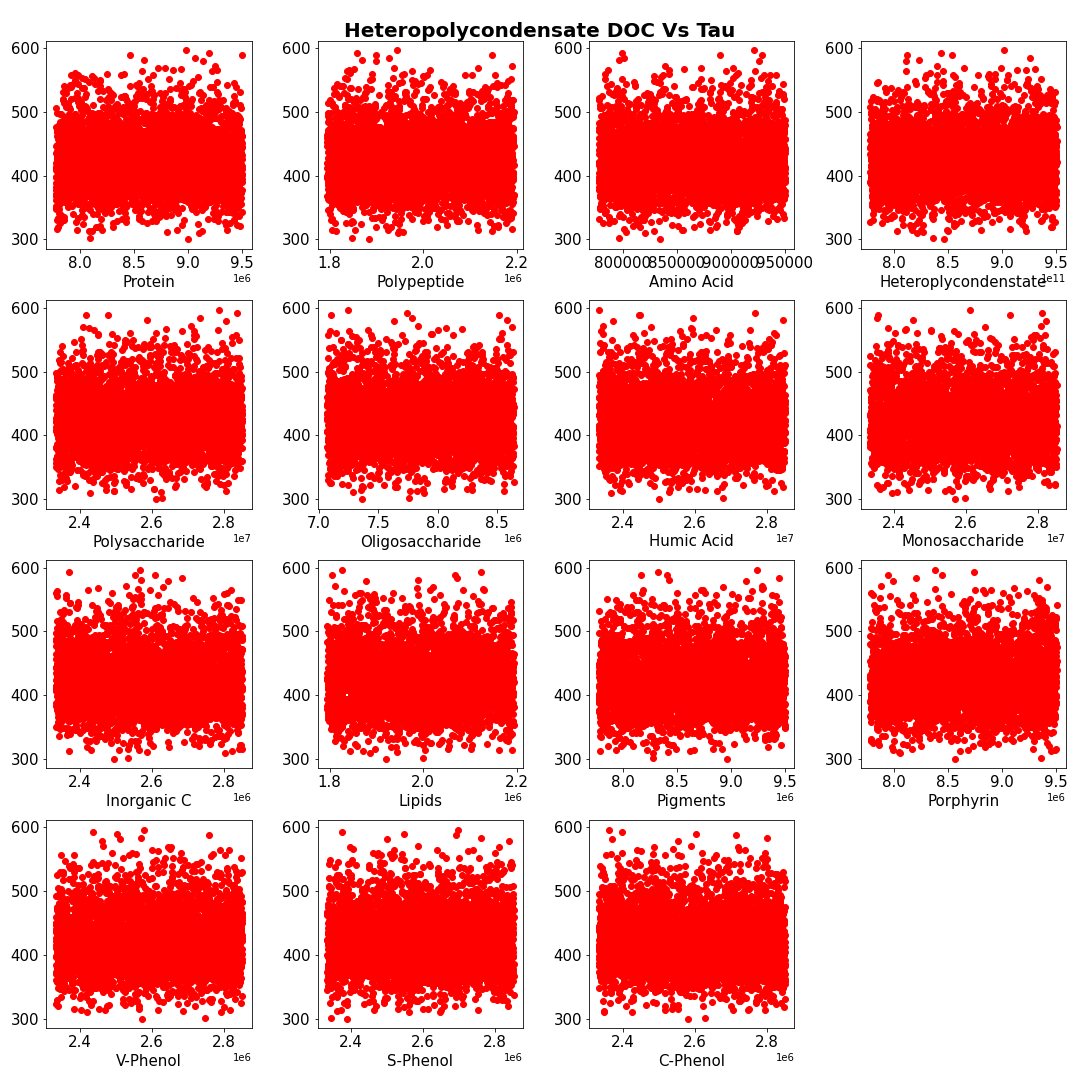 Heteropolycondensate DOC Vs Tau
600
500
400
300
8.0 8.5 9.0 9.5
1e6
Protein
600
500
400
300
1.8 2.0 2.2
1e6
Polypeptide
600
500
400
300
800000 850000 900000 950000
Amino Acid
600
500
400
300
8.0 8.5 9.0 9.5
1e11
Heteroplycondenstate
600
500
400
300
2.4 2.6 2.8
1e7
Polysaccharide
600
500
400
300
7.0 7.5 8.0 8.5
1e6
Oligosaccharide
600
500
400
300
2.4 2.6 2.8
1e7
Humic Acid
600
500
400
300
2.4 2.6 2.8
1e7
Monosaccharide
600
500
400
300
2.4 2.6 2.8
1e6
Inorganic C
600
500
400
300
1.8 2.0 2.2
1e6
Lipids
600
500
400
300
8.0 8.5 9.0 9.5
1e6
Pigments
600
500
400
300
8.0 8.5 9.0 9.5
1e6
Porphyrin
600
500
400
300
2.4 2.6 2.8
1e6
V-Phenol
600
500
400
300
2.4 2.6 2.8
1e6
S-Phenol
600
500
400
300
2.4 2.6 2.8
1e6
C-Phenol